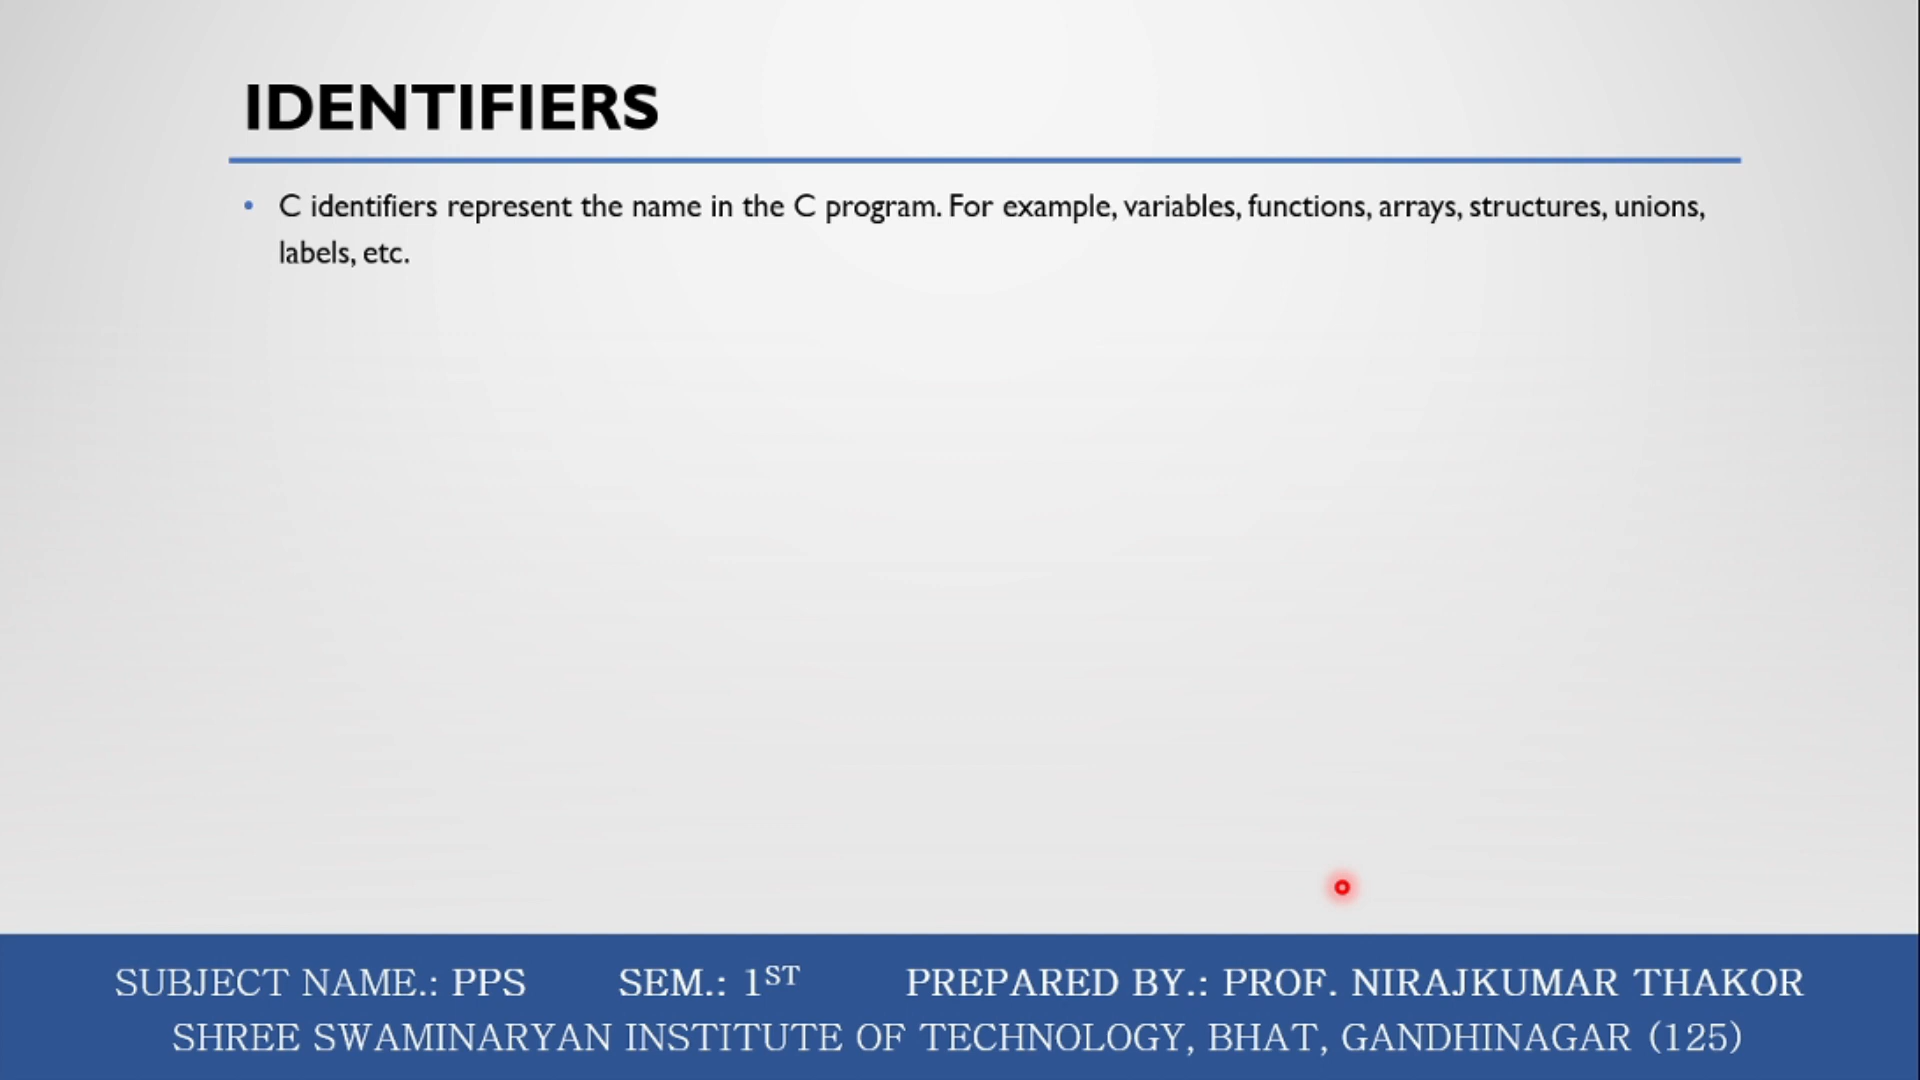 IDENTIFIERS
• C identifiers represent the name in the C program. For example, variables, functions, arrays, structures, unions,
labels, etc.
SUBJECT NAME.: PPS SEM.: 1ST PREPARED BY.: PROF. NIRAJKUMAR THAKOR
SHREE SWAMINARYAN INSTITUTE OF TECHNOLOGY, BHAT, GANDHINAGAR (125)